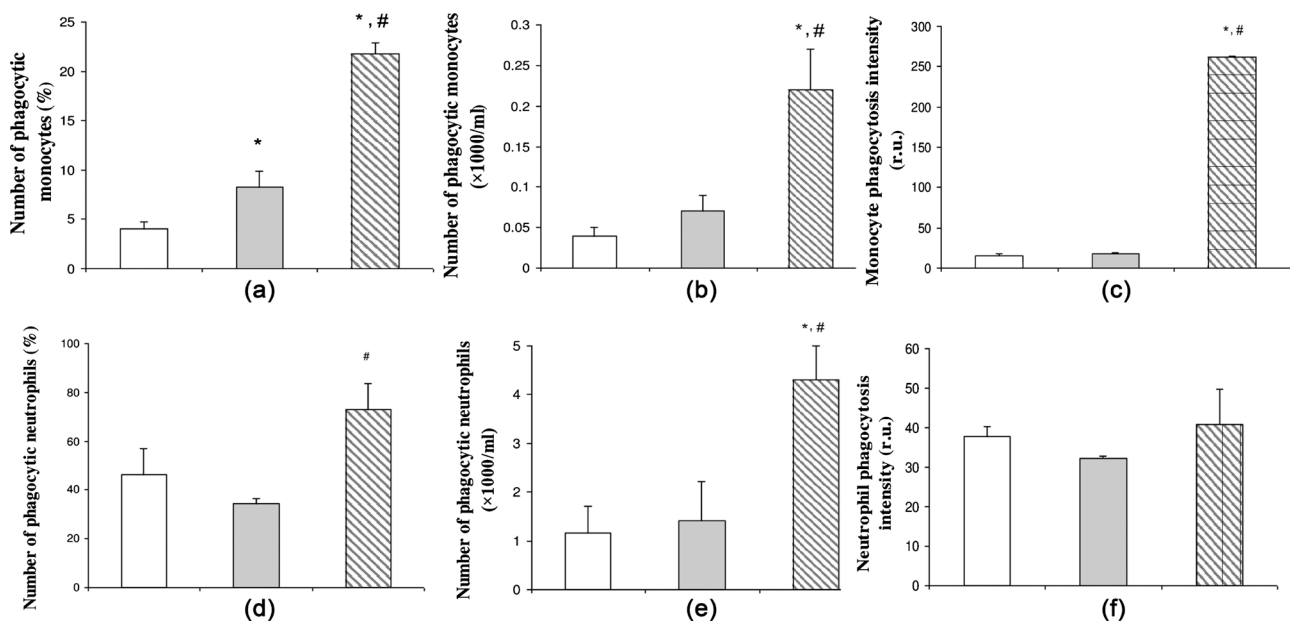 Number of phagocytic
monocytes (%)
25
20
15
10
5
0
*
*, #
(a)
Number of phagocytic monocytes
(×1000/ml)
0.3
0.25
0.2
0.15
0.1
0.05
0
*, #
(b)
Monocyte phagocytosis intensity
(r.u.)
300
250
200
150
100
50
0
*, #
(c)
Number of phagocytic neutrophils (%)
100
80
60
40
20
0
#
(d)
Number of phagocytic neutrophils
(×1000/ml)
5
4
3
2
1
0
*, #
(e)
Neutrophil phagocytosis
intensity (r.u.)
60
50
40
30
20
10
0
(f)